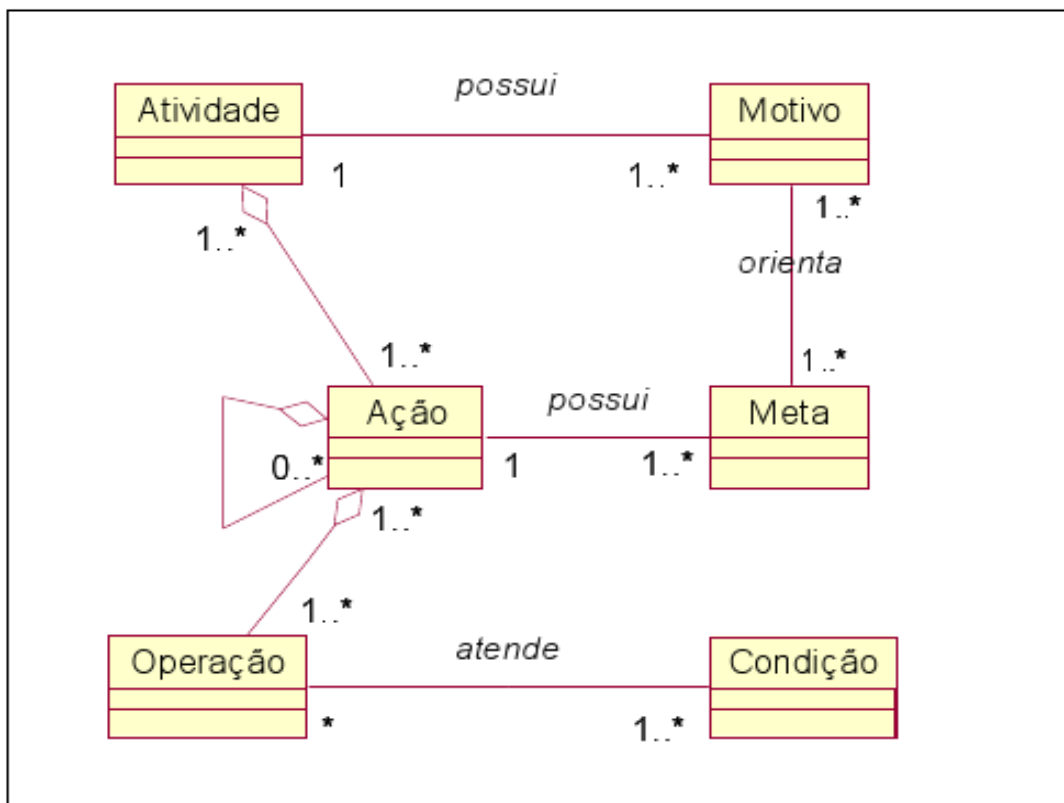 possui
Atividade
Motivo
1
1..*
1..*
1..*
orienta
1..*
1..*
possui
Ação
Meta
0..*
1
1..*
1..*
1..*
Operação
atende
Condição
*
1..*